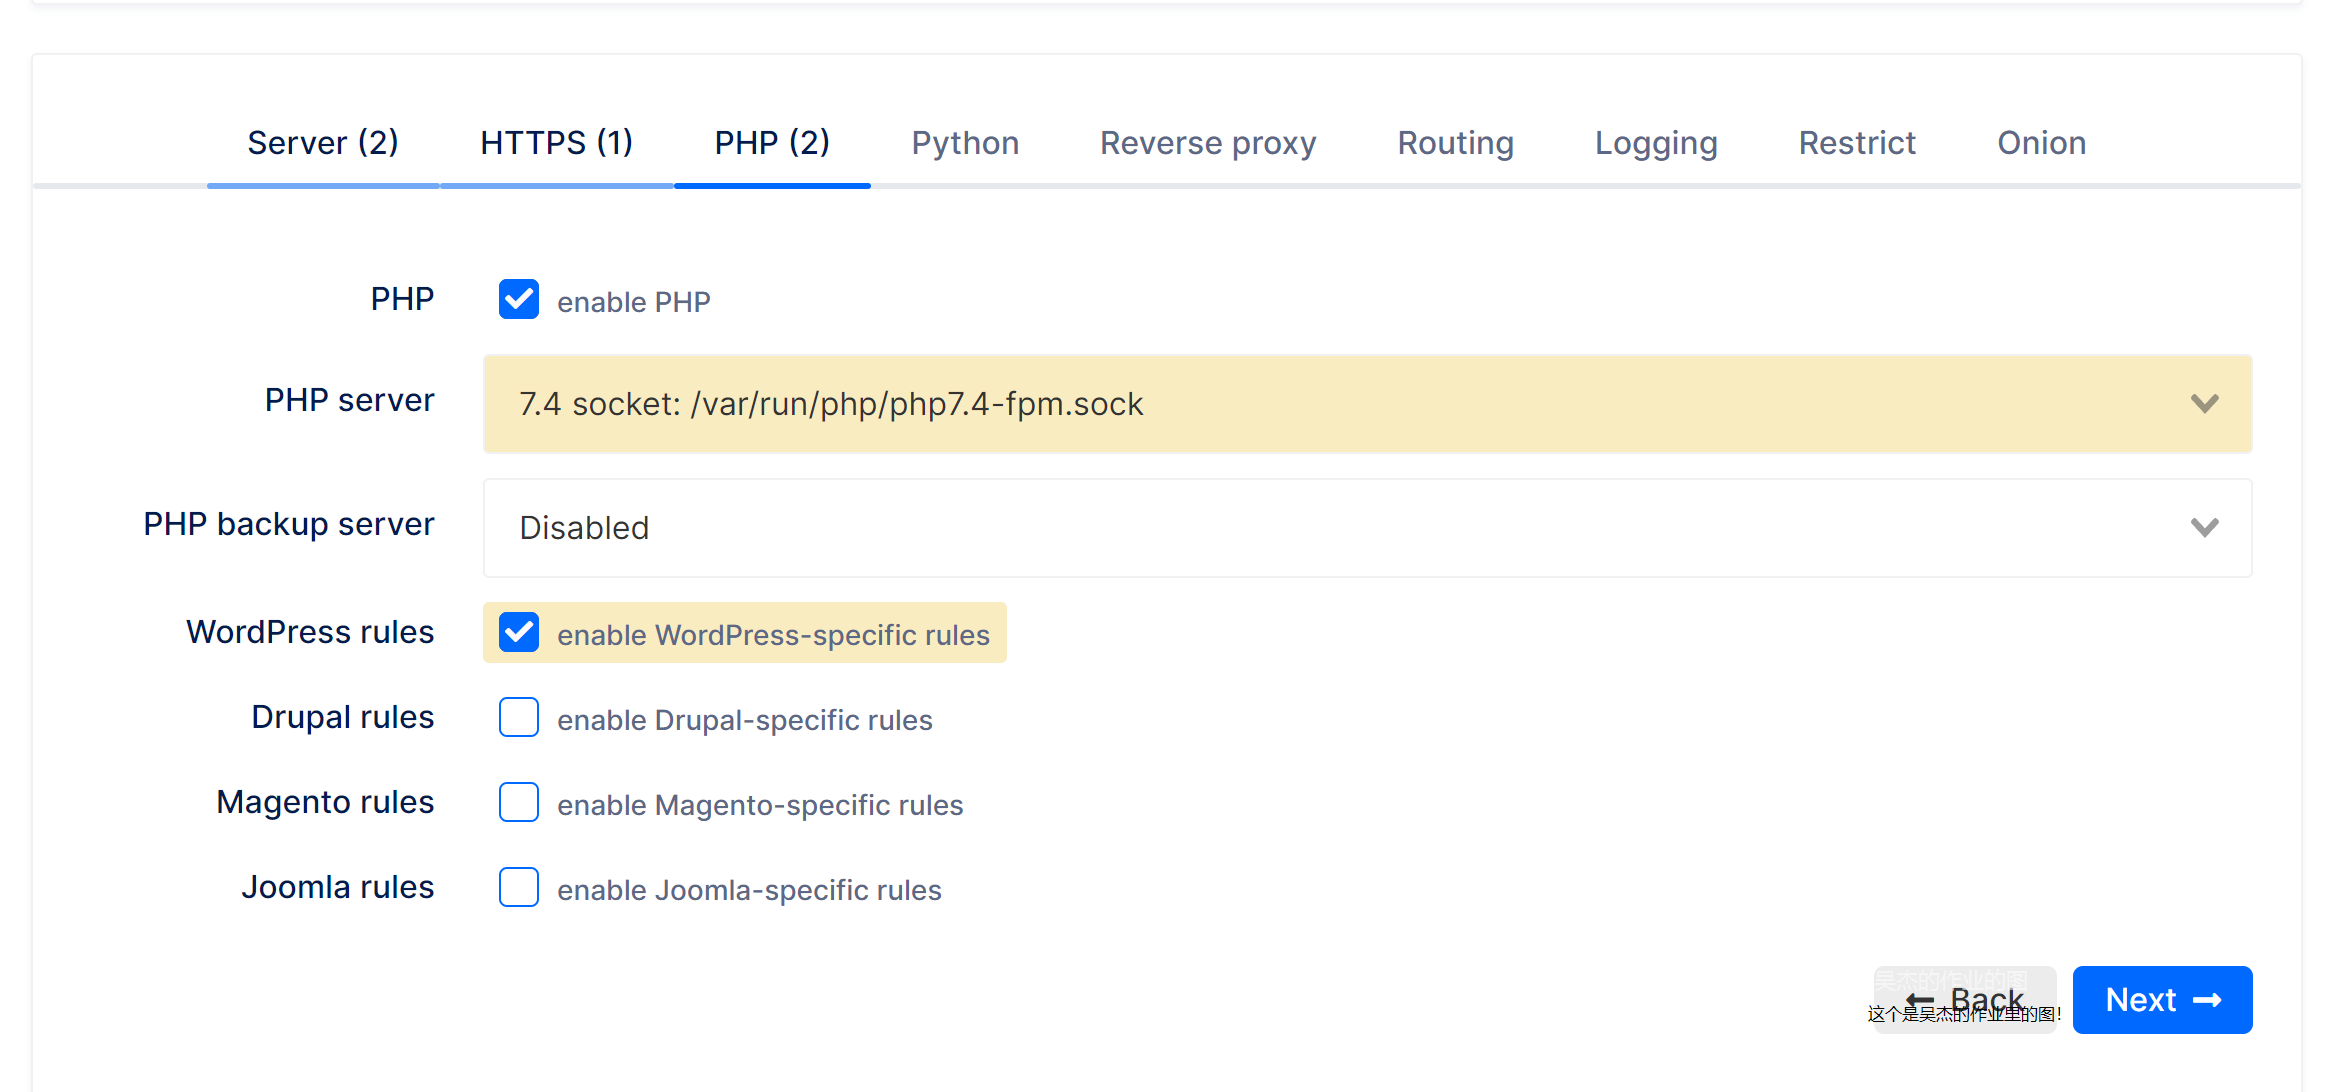 Server (2) HTTPS (1) PHP (2) Python Reverse proxy Routing Logging Restrict Onion
PHP enable PHP
PHP server 7.4 socket: /var/run/php/php7.4-fpm.sock
PHP backup server Disabled
WordPress rules enable WordPress-specific rules
Drupal rules enable Drupal-specific rules
Magento rules enable Magento-specific rules
Joomla rules enable Joomla-specific rules
吴杰的作业的图
Back Next
这个是吴杰的作业里的图!